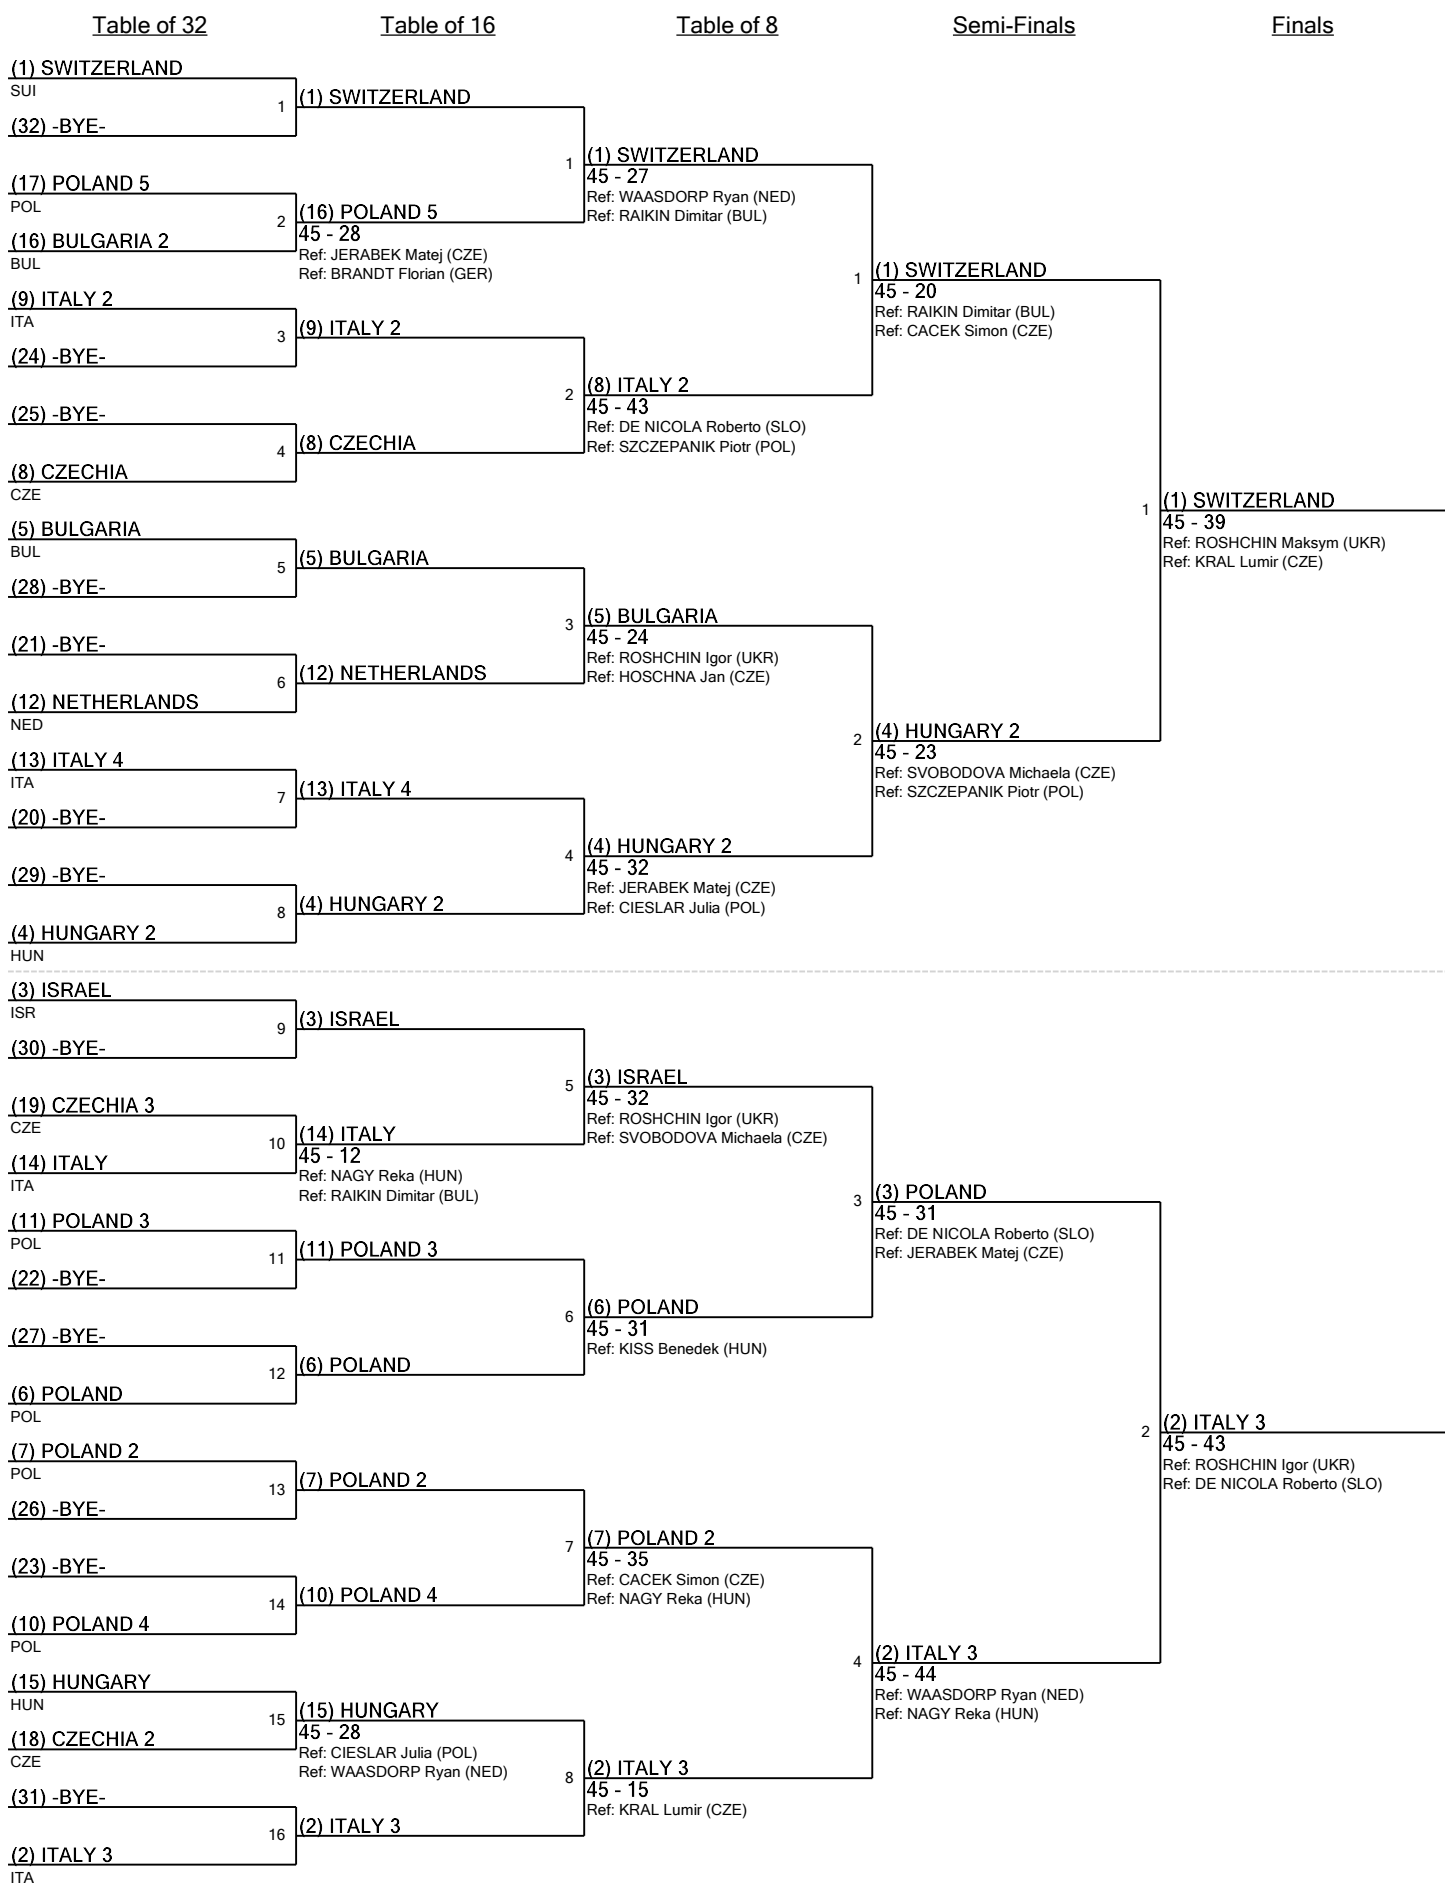 Table of 32
Table of 16
Table of 8
Semi-Finals
Finals
(1) SWITZERLAND
SUI
1
(32) -BYE-
(17) POLAND 5
POL
2
(16) BULGARIA 2
BUL
(9) ITALY 2
ITA
3
(24) -BYE-
(25) -BYE-
4
(8) CZECHIA
CZE
(5) BULGARIA
BUL
5
(28) -BYE-
(21) -BYE-
6
(12) NETHERLANDS
NED
(13) ITALY 4
ITA
7
(20) -BYE-
(29) -BYE-
8
(4) HUNGARY 2
HUN
(3) ISRAEL
ISR
9
(30) -BYE-
(19) CZECHIA 3
CZE
10
(14) ITALY
ITA
(11) POLAND 3
POL
11
(22) -BYE-
(27) -BYE-
12
(6) POLAND
POL
(7) POLAND 2
POL
13
(26) -BYE-
(23) -BYE-
14
(10) POLAND 4
POL
(15) HUNGARY
HUN
15
(18) CZECHIA 2
CZE
(31) -BYE-
16
(2) ITALY 3
ITA
(1) SWITZERLAND
1
(16) POLAND 5
45 - 28
Ref: JERABEK Matej (CZE)
Ref: BRANDT Florian (GER)
(9) ITALY 2
2
(8) CZECHIA
(5) BULGARIA
3
(12) NETHERLANDS
(13) ITALY 4
4
(4) HUNGARY 2
(3) ISRAEL
5
(14) ITALY
45 - 12
Ref: NAGY Reka (HUN)
Ref: RAIKIN Dimitar (BUL)
(11) POLAND 3
6
(6) POLAND
(7) POLAND 2
7
(10) POLAND 4
(15) HUNGARY
45 - 28
Ref: CIESLAR Julia (POL)
Ref: WAASDORP Ryan (NED)
8
(2) ITALY 3
(1) SWITZERLAND
45 - 27
Ref: WAASDORP Ryan (NED)
Ref: RAIKIN Dimitar (BUL)
1
(8) ITALY 2
45 - 43
Ref: DE NICOLA Roberto (SLO)
Ref: SZCZEPANIK Piotr (POL)
(5) BULGARIA
45 - 24
Ref: ROSHCHIN Igor (UKR)
Ref: HOSCHNA Jan (CZE)
2
(4) HUNGARY 2
45 - 32
Ref: JERABEK Matej (CZE)
Ref: CIESLAR Julia (POL)
(3) ISRAEL
45 - 32
Ref: ROSHCHIN Igor (UKR)
Ref: SVOBODOVA Michaela (CZE)
3
(6) POLAND
45 - 31
Ref: KISS Benedek (HUN)
(7) POLAND 2
45 - 35
Ref: CACEK Simon (CZE)
Ref: NAGY Reka (HUN)
4
(2) ITALY 3
45 - 15
Ref: KRAL Lumir (CZE)
(1) SWITZERLAND
45 - 20
Ref: RAIKIN Dimitar (BUL)
Ref: CACEK Simon (CZE)
1
(4) HUNGARY 2
45 - 23
Ref: SVOBODOVA Michaela (CZE)
Ref: SZCZEPANIK Piotr (POL)
(3) POLAND
45 - 31
Ref: DE NICOLA Roberto (SLO)
Ref: JERABEK Matej (CZE)
2
(2) ITALY 3
45 - 44
Ref: WAASDORP Ryan (NED)
Ref: NAGY Reka (HUN)
(1) SWITZERLAND
45 - 39
Ref: ROSHCHIN Maksym (UKR)
Ref: KRAL Lumir (CZE)
(2) ITALY 3
45 - 43
Ref: ROSHCHIN Igor (UKR)
Ref: DE NICOLA Roberto (SLO)